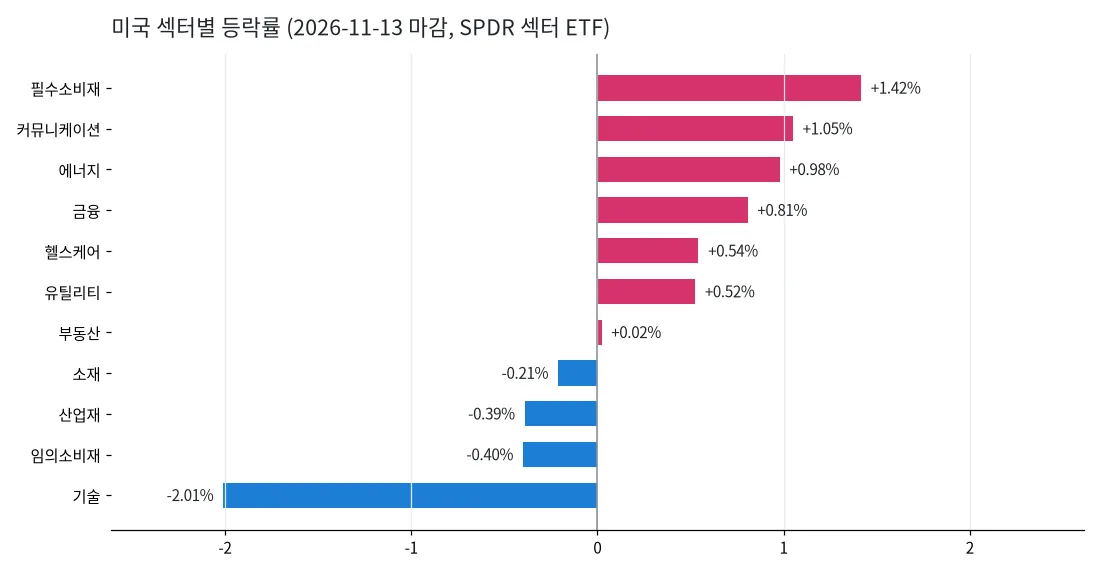 미국 섹터별 등락률 (2026-11-13 마감, SPDR 섹터 ETF)
필수소비재 +1.42%
커뮤니케이션 +1.05%
에너지 +0.98%
금융 +0.81%
헬스케어 +0.54%
유틸리티 +0.52%
부동산 +0.02%
소재 -0.21%
산업재 -0.39%
임의소비재 -0.40%
기술 -2.01%
-2 -1 0 1 2